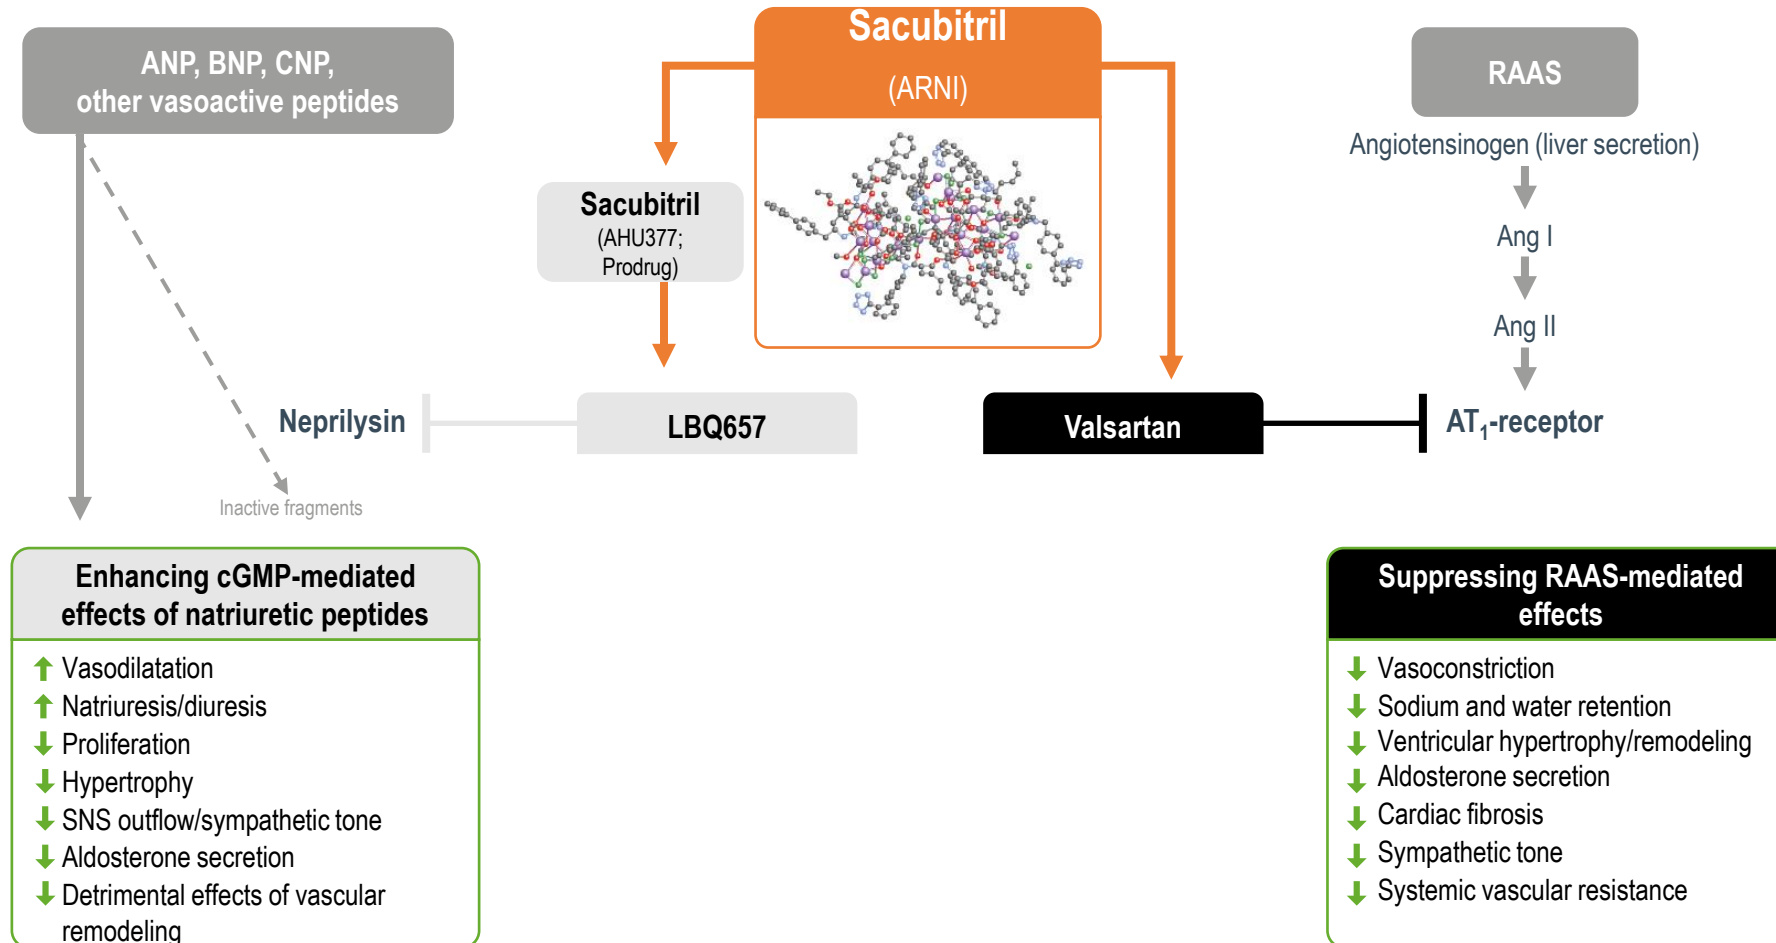 Sacubitril
(ARNI)
ANP, BNP, CNP,
other vasoactive peptides
RAAS
Angiotensinogen (liver secretion)
Sacubitril
(AHU377;
Prodrug)
Ang I
Ang II
Neprilysin
LBQ657
Valsartan
AT₁-receptor
Inactive fragments
Enhancing cGMP-mediated
effects of natriuretic peptides
Vasodilatation
Natriuresis/diuresis
Proliferation
Hypertrophy
SNS outflow/sympathetic tone
Aldosterone secretion
Detrimental effects of vascular
remodeling
Suppressing RAAS-mediated
effects
Vasoconstriction
Sodium and water retention
Ventricular hypertrophy/remodeling
Aldosterone secretion
Cardiac fibrosis
Sympathetic tone
Systemic vascular resistance